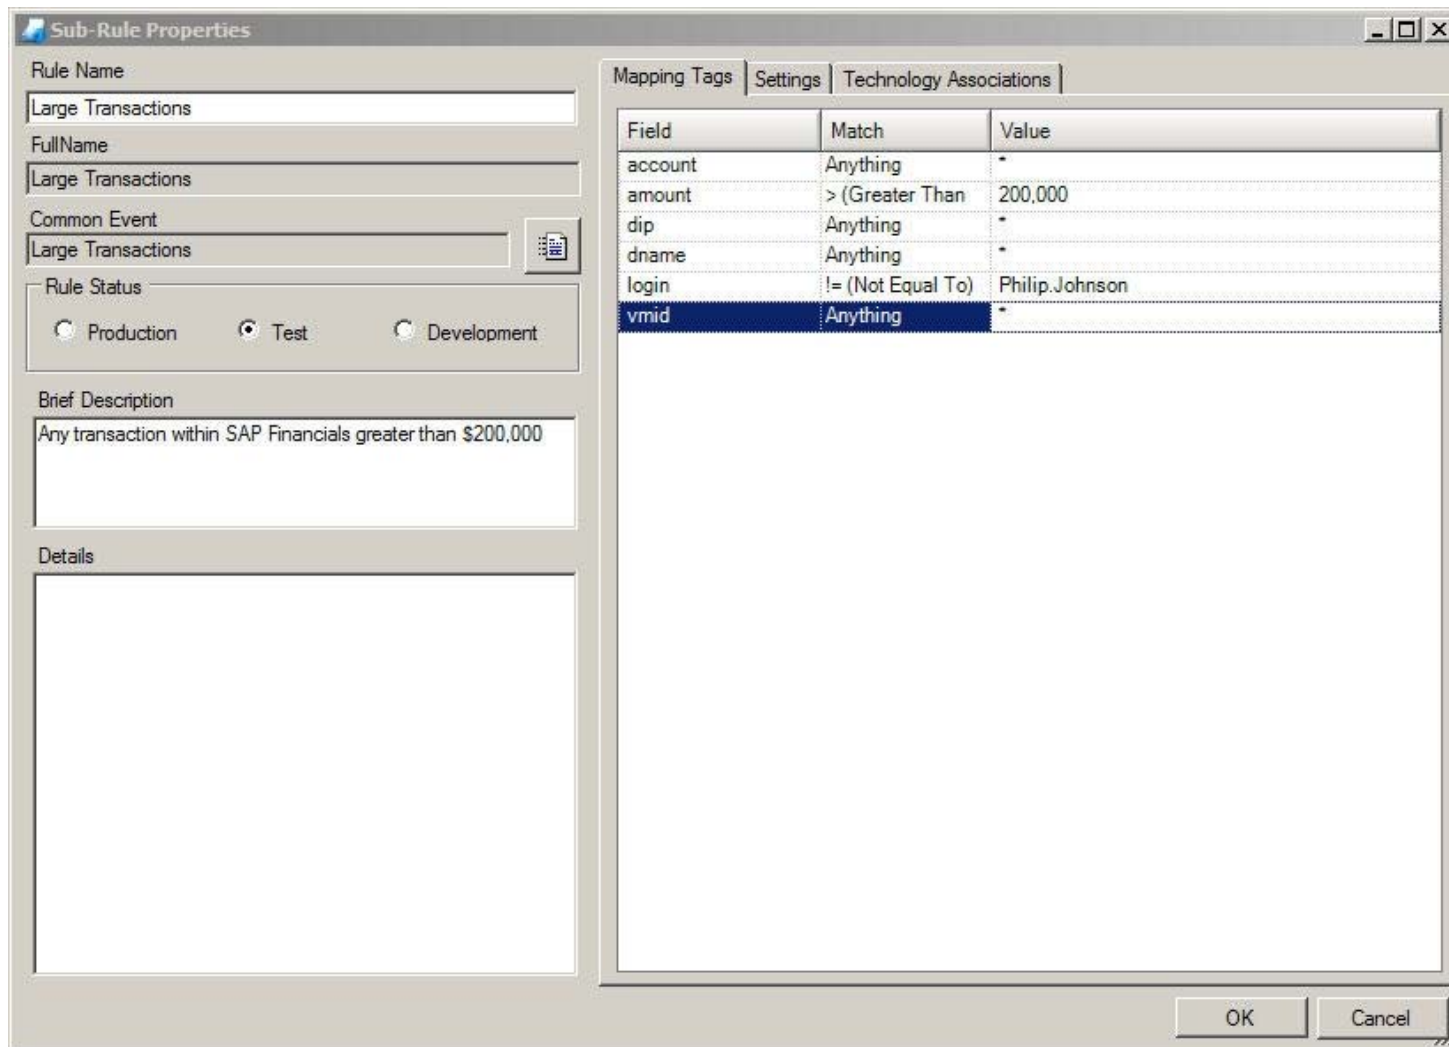 Sub-Rule Properties
Rule Name
Large Transactions
FullName
Large Transactions
Common Event
Large Transactions
Rule Status
Production Test Development
Brief Description
Any transaction within SAP Financials greater than $200,000
Details
Mapping Tags Settings Technology Associations
Field Match Value
account Anything *
amount > (Greater Than 200,000
dip Anything *
dname Anything *
login != (Not Equal To) Philip.Johnson
vmid Anything *
OK Cancel